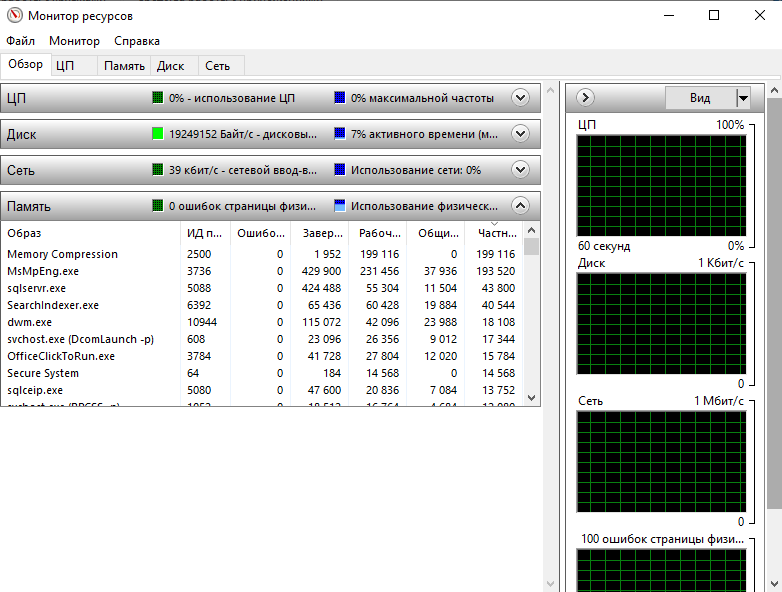 Монитор ресурсов
Файл Монитор Справка
Обзор ЦП Память Диск Сеть
ЦП 0% - использование ЦП 0% максимальной частоты
Диск 19249152 Байт/с - дисковы... 7% активного времени (м...
Сеть 39 кбит/с - сетевой ввод-в... Использование сети: 0%
Память 0 ошибок страницы физи... Использование физическ...
Образ ИД п... Ошибо... Завер... Рабоч... Общи... Частн...
Memory Compression 2500 0 1 952 199 116 0 199 116
MsMpEng.exe 3736 0 429 900 231 456 37 936 193 520
sqlservr.exe 5088 0 424 488 55 304 11 504 43 800
SearchIndexer.exe 6392 0 65 436 60 428 19 884 40 544
dwm.exe 10944 0 115 072 42 096 23 988 18 108
svchost.exe (DcomLaunch -p) 608 0 23 096 26 356 9 012 17 344
OfficeClickToRun.exe 3784 0 41 728 27 804 12 020 15 784
Secure System 64 0 184 14 568 0 14 568
sqlceip.exe 5080 0 47 600 20 836 7 084 13 752
Вид
ЦП 100%
60 секунд 0%
Диск 1 Кбит/с
0
Сеть 1 Мбит/с
0
100 ошибок страницы физи...